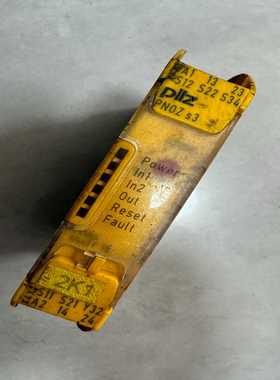 A1 13 23
S12 S22 S34
pilz
PNOZ s3
Power
In1
In2
Out
Reset
Fault
2K1
S11 S21 Y32
A2 14 24